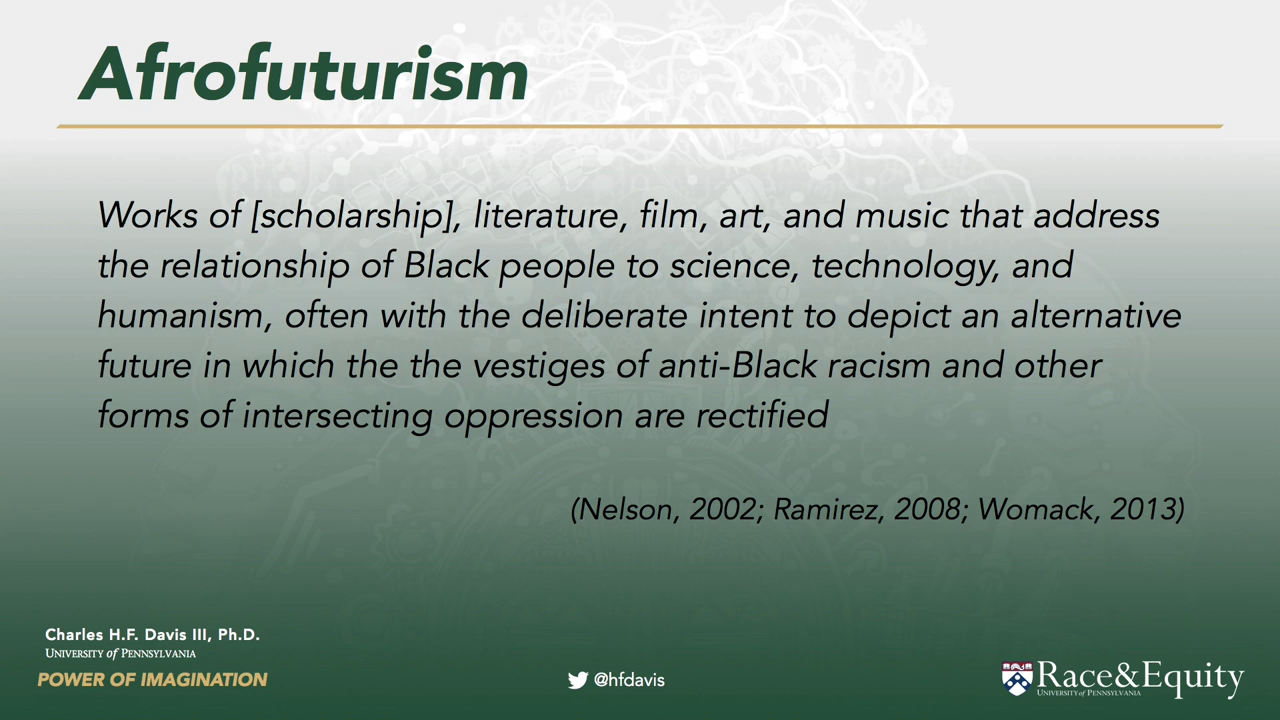 Afrofuturism
Works of [scholarship], literature, film, art, and music that address
the relationship of Black people to science, technology, and
humanism, often with the deliberate intent to depict an alternative
future in which the the vestiges of anti-Black racism and other
forms of intersecting oppression are rectified
(Nelson, 2002; Ramirez, 2008; Womack, 2013)
Charles H.F. Davis III, Ph.D.
UNIVERSITY of PENNSYLVANIA
POWER OF IMAGINATION
@hfdavis
Race&Equity
UNIVERSITY of PENNSYLVANIA